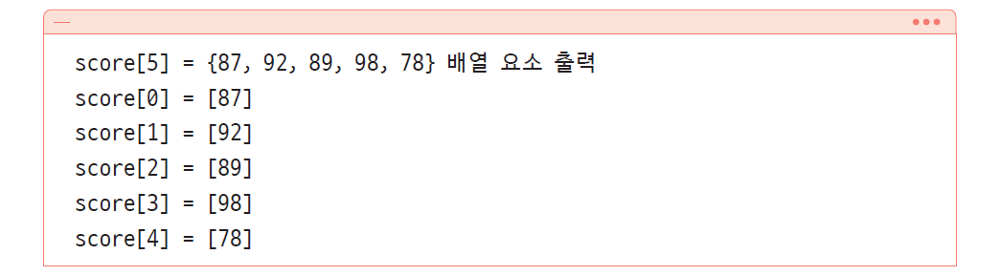 score[5] = {87, 92, 89, 98, 78} 배열 요소 출력
score[0] = [87]
score[1] = [92]
score[2] = [89]
score[3] = [98]
score[4] = [78]